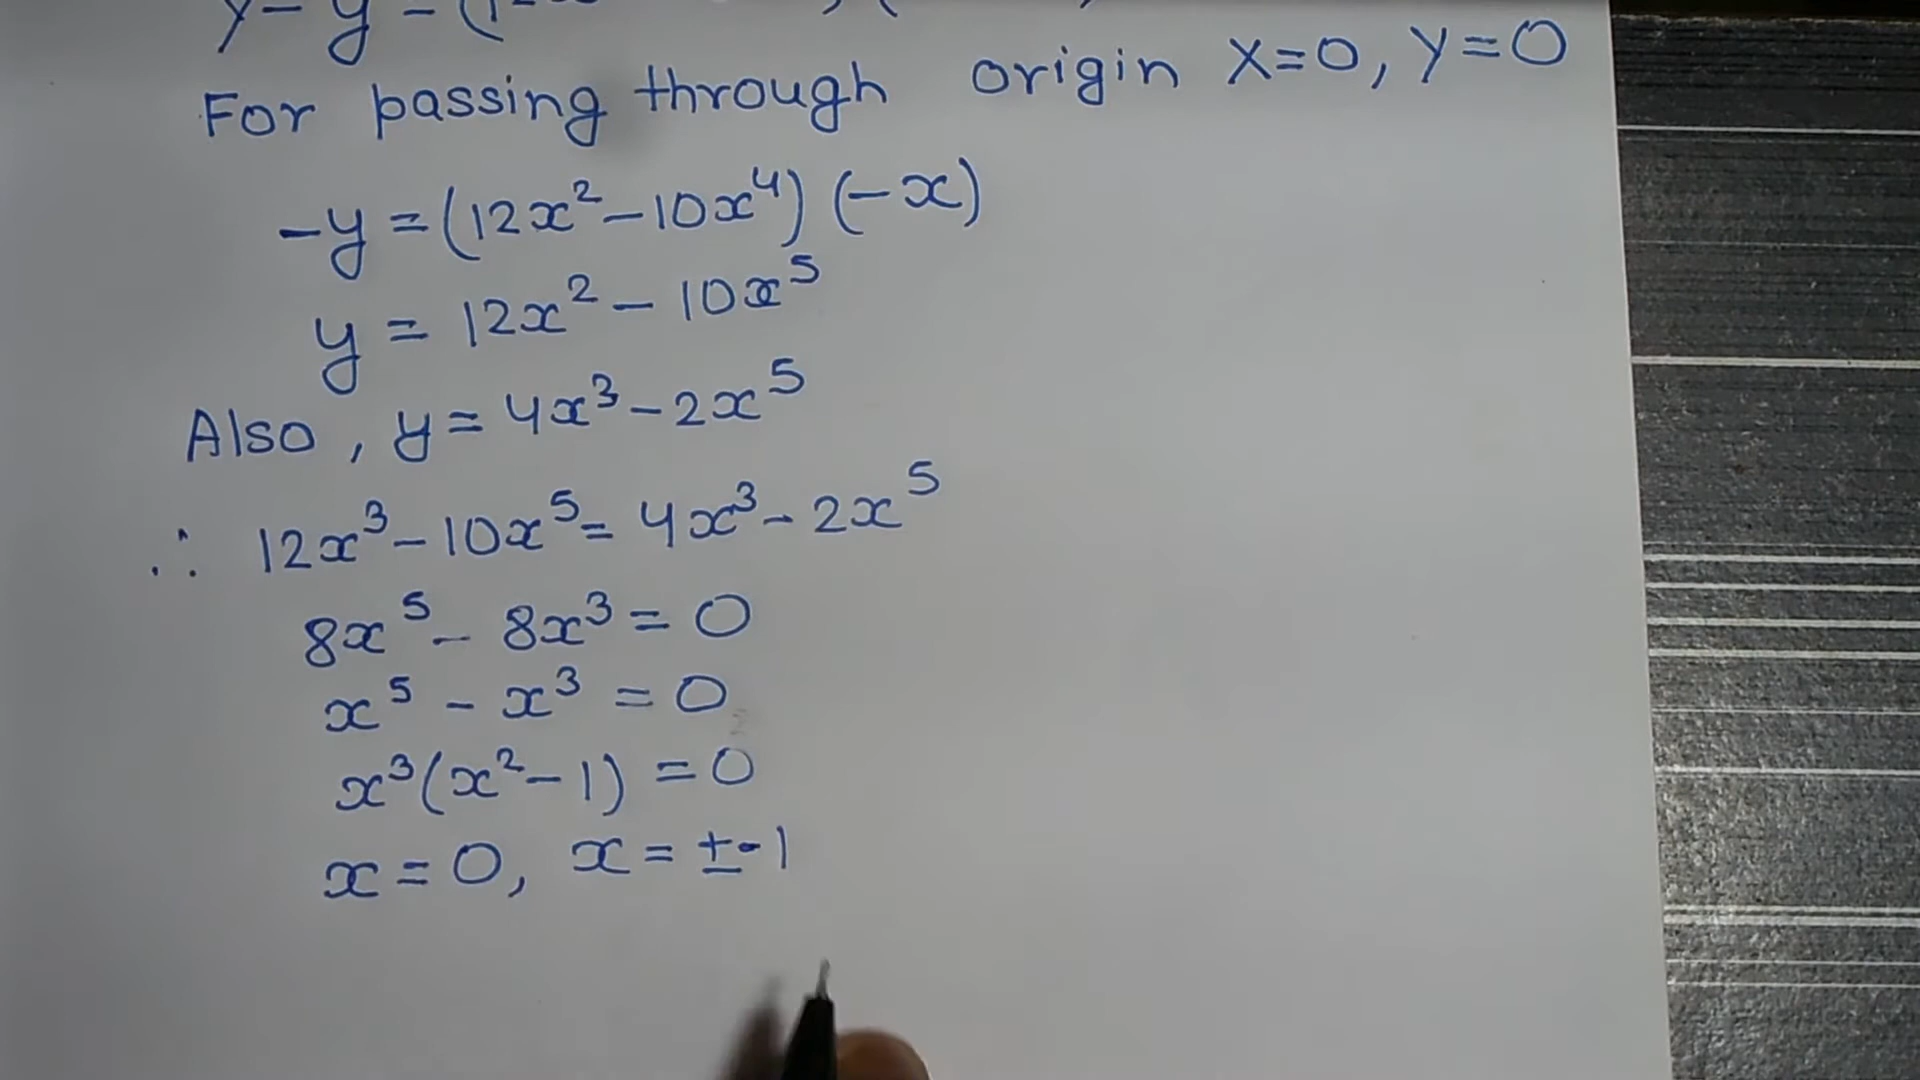 Y-y=(1
For passing through origin X=0, Y=0
-y=(12x²-10x⁴)(-x)
y = 12x² - 10x⁵
Also, y=4x³-2x⁵
∴ 12x³-10x⁵=4x³-2x⁵
8x⁵- 8x³=0
x⁵ - x³ =0
x³(x²-1) =0
x=0, x=±-1